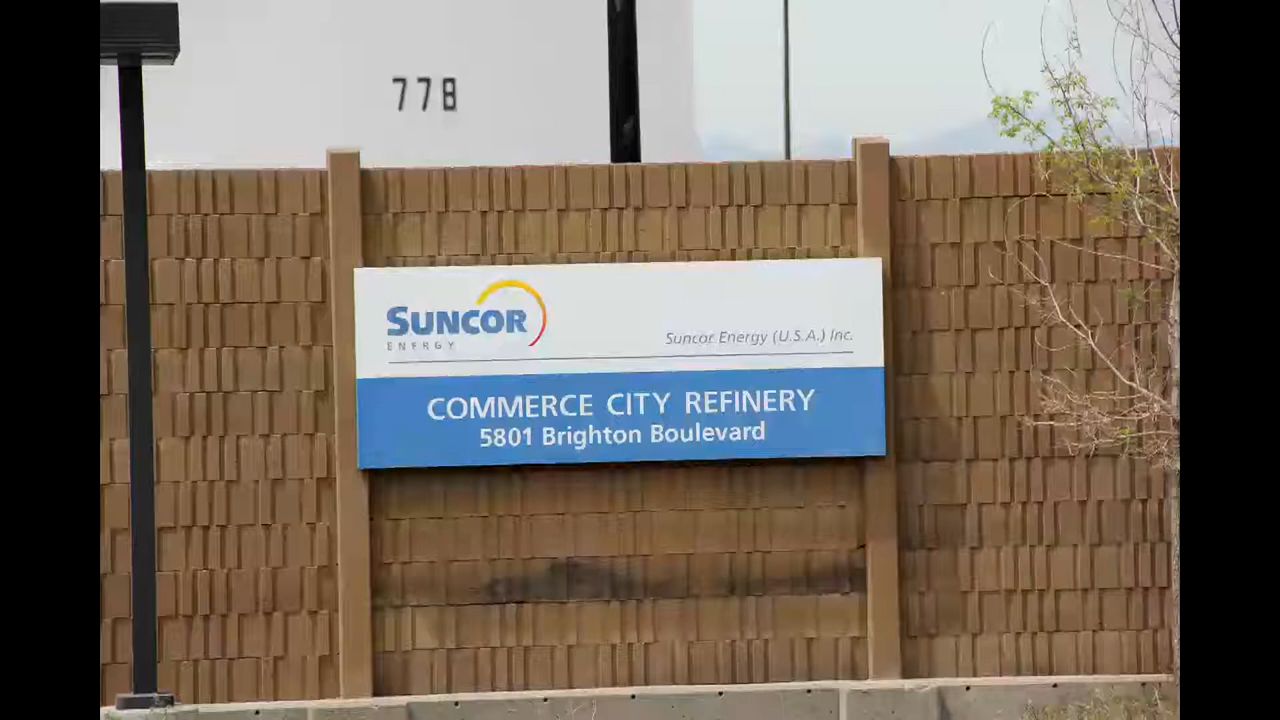 778
SUNCOR
ENERGY
Suncor Energy (U.S.A.) Inc.
COMMERCE CITY REFINERY
5801 Brighton Boulevard